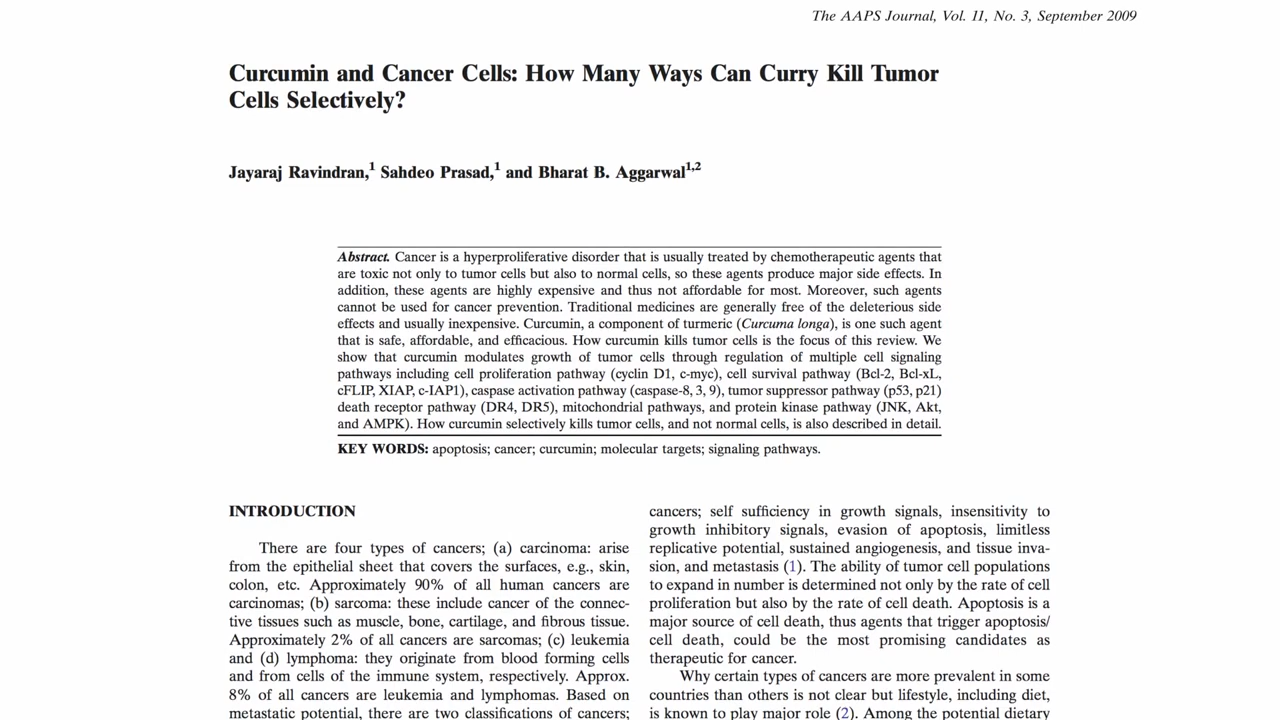 The AAPS Journal, Vol. 11, No. 3, September 2009
Curcumin and Cancer Cells: How Many Ways Can Curry Kill Tumor
Cells Selectively?
Jayaraj Ravindran,1 Sahdeo Prasad,1 and Bharat B. Aggarwal1,2
Abstract. Cancer is a hyperproliferative disorder that is usually treated by chemotherapeutic agents that
are toxic not only to tumor cells but also to normal cells, so these agents produce major side effects. In
addition, these agents are highly expensive and thus not affordable for most. Moreover, such agents
cannot be used for cancer prevention. Traditional medicines are generally free of the deleterious side
effects and usually inexpensive. Curcumin, a component of turmeric (Curcuma longa), is one such agent
that is safe, affordable, and efficacious. How curcumin kills tumor cells is the focus of this review. We
show that curcumin modulates growth of tumor cells through regulation of multiple cell signaling
pathways including cell proliferation pathway (cyclin D1, c-myc), cell survival pathway (Bcl-2, Bcl-xL,
cFLIP, XIAP, c-IAP1), caspase activation pathway (caspase-8, 3, 9), tumor suppressor pathway (p53, p21)
death receptor pathway (DR4, DR5), mitochondrial pathways, and protein kinase pathway (JNK, Akt,
and AMPK). How curcumin selectively kills tumor cells, and not normal cells, is also described in detail.
KEY WORDS: apoptosis; cancer; curcumin; molecular targets; signaling pathways.
INTRODUCTION
There are four types of cancers; (a) carcinoma: arise
from the epithelial sheet that covers the surfaces, e.g., skin,
colon, etc. Approximately 90% of all human cancers are
carcinomas; (b) sarcoma: these include cancer of the connec-
tive tissues such as muscle, bone, cartilage, and fibrous tissue.
Approximately 2% of all cancers are sarcomas; (c) leukemia
and (d) lymphoma: they originate from blood forming cells
and from cells of the immune system, respectively. Approx.
8% of all cancers are leukemia and lymphomas. Based on
metastatic potential, there are two classifications of cancers;
cancers; self sufficiency in growth signals, insensitivity to
growth inhibitory signals, evasion of apoptosis, limitless
replicative potential, sustained angiogenesis, and tissue inva-
sion, and metastasis (1). The ability of tumor cell populations
to expand in number is determined not only by the rate of cell
proliferation but also by the rate of cell death. Apoptosis is a
major source of cell death, thus agents that trigger apoptosis/
cell death, could be the most promising candidates as
therapeutic for cancer.
Why certain types of cancers are more prevalent in some
countries than others is not clear but lifestyle, including diet,
is known to play major role (2). Among the potential dietary